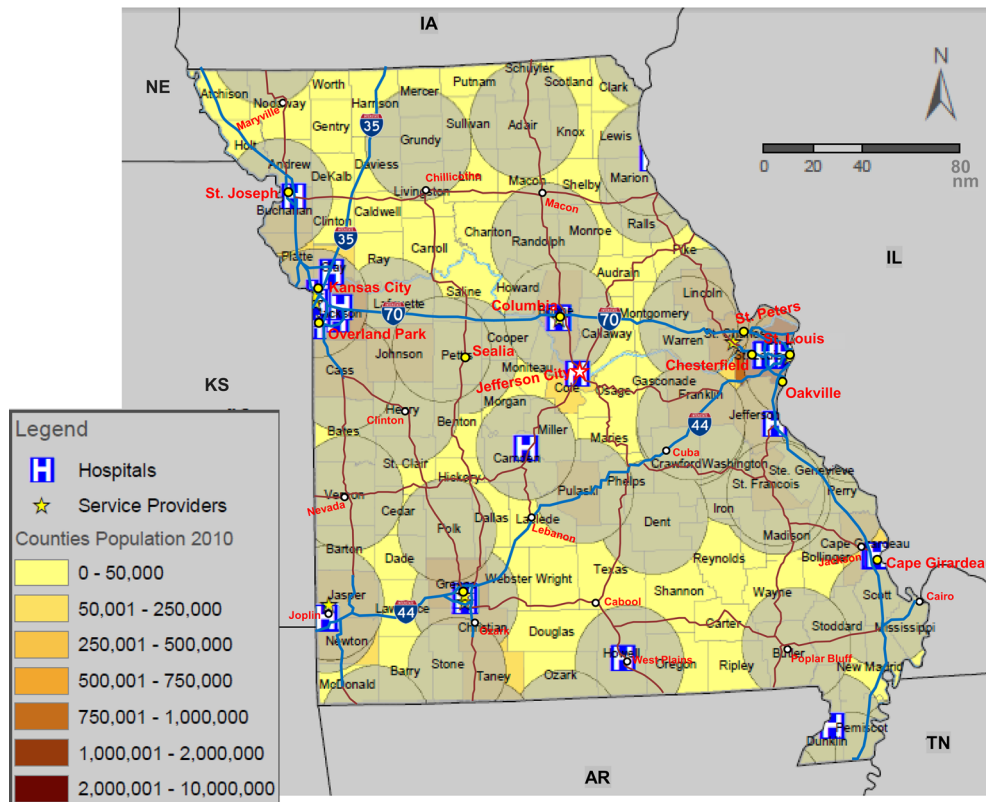 IA
N
NE
Schuyler
Worth
Putnam
Scotland
Clark
Atchison
Mercer
Nodaway
Harrison
Maryville
Gentry
Sullivan
Adair
Knox
Lewis
35
Grundy
Holt
Andrew
Daviess
0 20 40 80
nm
DeKalb
Chillicothe
Marion
St. Joseph
Livingston
Macon
Shelby
Macon
Buchanan
Clinton
Caldwell
Ralls
Chariton
Monroe
35
Randolph
Carroll
Platte
Ray
Pike
Clay
IL
Audrain
Kansas City
Saline
Howard
Lincoln
Lafayette
Columbia
Boone
70
70
Montgomery
St. Peters
Jackson
Overland Park
Cooper
Callaway
St. Charles
Warren
St. Louis
Johnson
Pettis
Sealia
Chesterfield
Cass
Moniteau
Jefferson City
KS
Cole
Osage
Gasconade
Franklin
Oakville
Henry
Morgan
Jefferson
Clinton
Benton
Miller
44
Bates
Maries
Cuba
St. Clair
Camden
Crawford
Washington
Ste. Genevieve
Hickory
Phelps
St. Francois
Perry
Vernon
Pulaski
Iron
Nevada
Cedar
Dallas
Laclede
Dent
Polk
Lebanon
Madison
Cape Girardeau
Barton
Dade
Bollinger
Jackson
Reynolds
Cape Girardeau
Texas
Webster
Wright
Greene
Wayne
Jasper
Shannon
Scott
Cairo
Joplin
Lawrence
44
Cabool
Christian
Ozark
Douglas
Carter
Stoddard
Mississippi
Newton
Howell
West Plains
Oregon
Butler
Poplar Bluff
Barry
Stone
Taney
Ozark
Ripley
New Madrid
McDonald
Pemiscot
Dunklin
TN
AR
Legend
Hospitals
Service Providers
Counties Population 2010
0 - 50,000
50,001 - 250,000
250,001 - 500,000
500,001 - 750,000
750,001 - 1,000,000
1,000,001 - 2,000,000
2,000,001 - 10,000,000